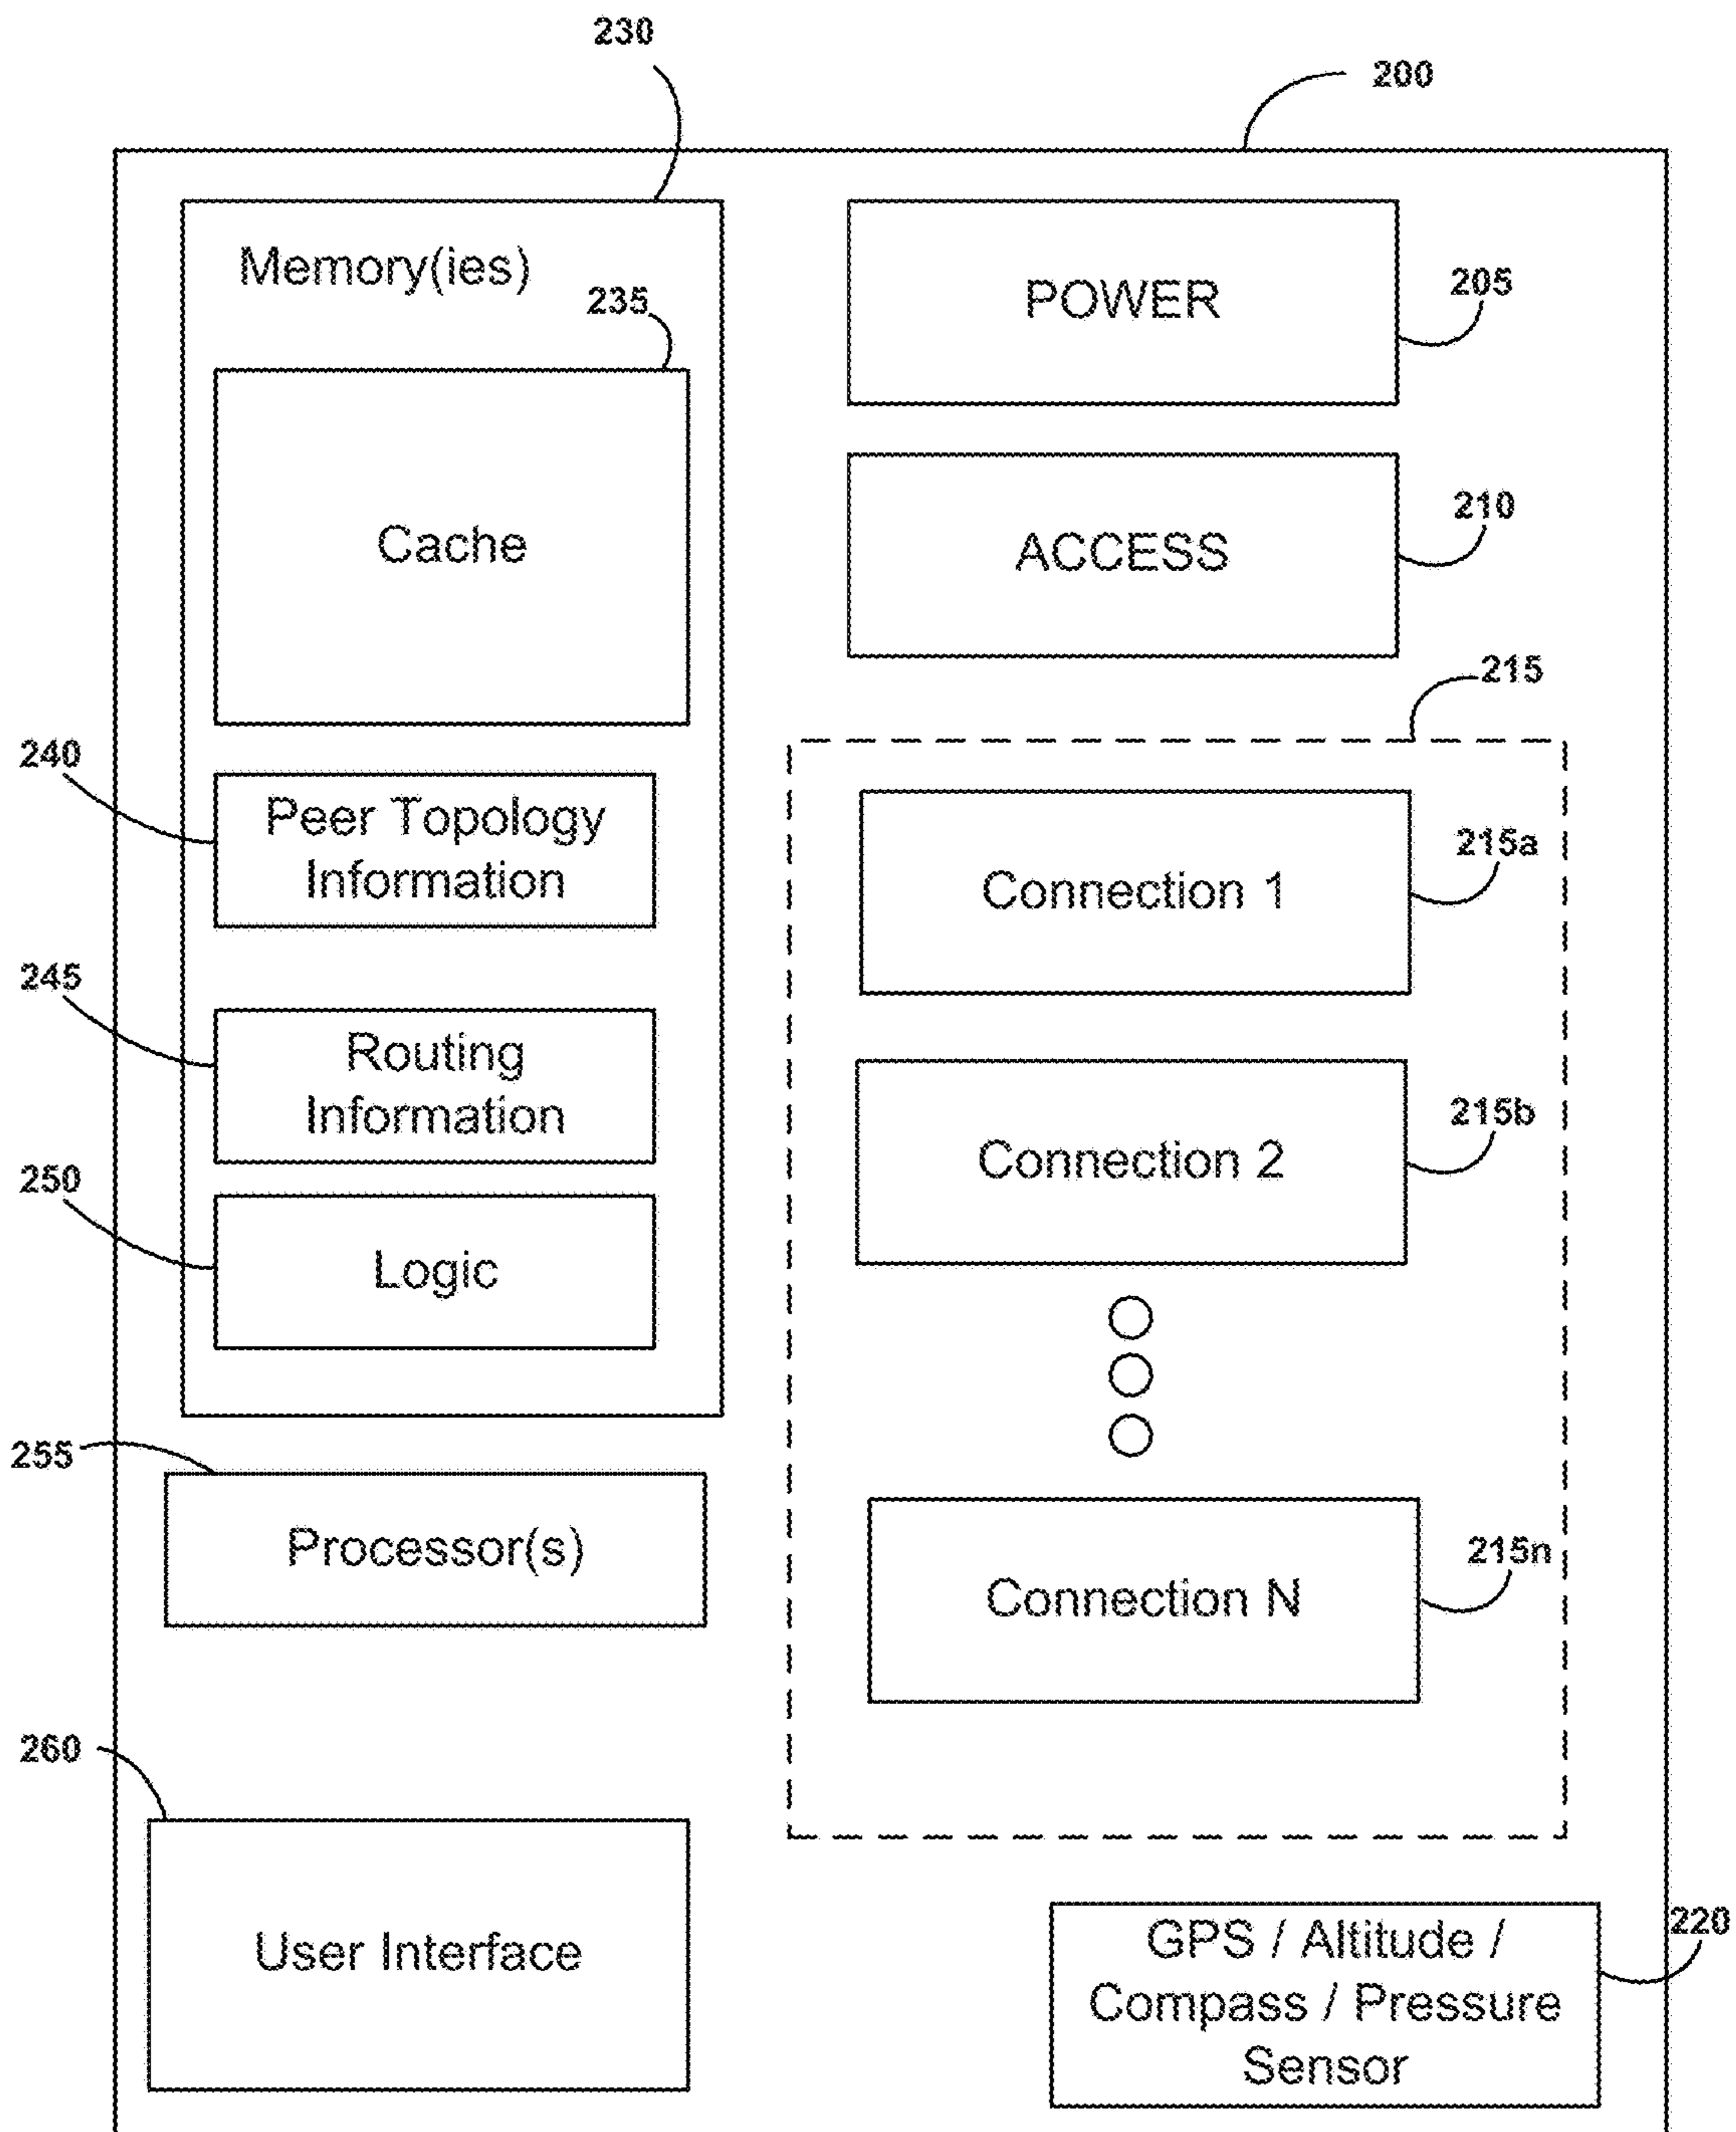 230
200
Memory(ies)
235
POWER
205
Cache
ACCESS
210
215
240
Peer Topology
Information
Connection 1
215a
245
Routing
Information
Connection 2
215b
250
Logic
255
Processor(s)
Connection N
215n
260
User Interface
220
GPS / Altitude /
Compass / Pressure
Sensor